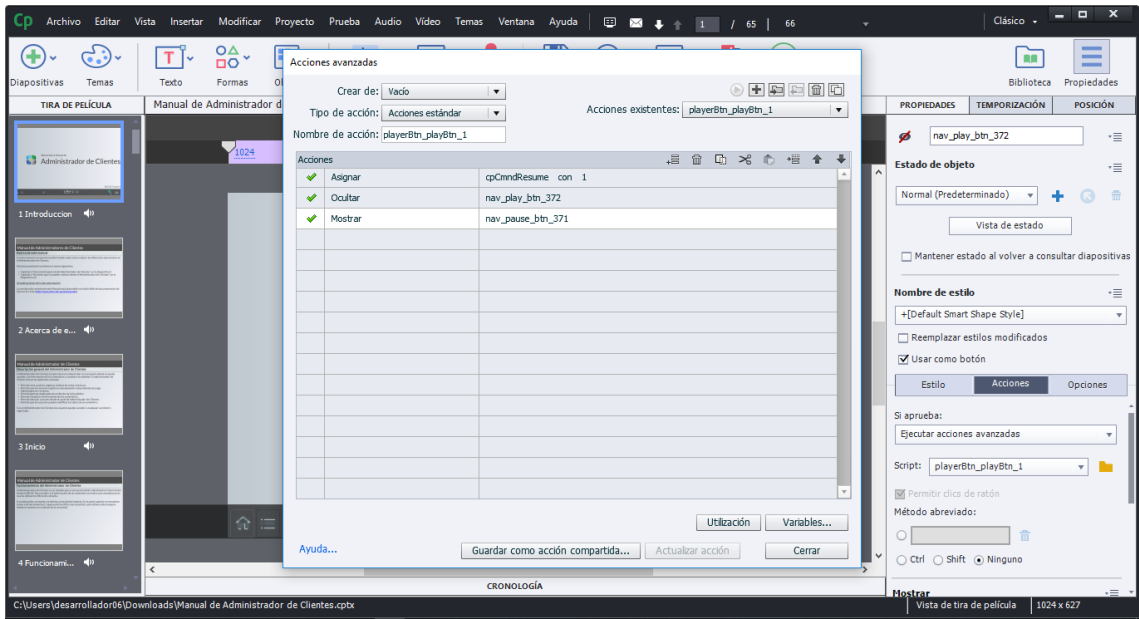 Cp Archivo Editar Vista Insertar Modificar Proyecto Prueba Audio Vídeo Temas Ventana Ayuda 1 / 65 66 Clásico
Diapositivas Temas Texto Formas Biblioteca Propiedades
TIRA DE PELÍCULA
Manual de Administrador d
Administrador de Clientes
1 Introduccion
2 Acerca de e...
3 Inicio
4 Funcionami...
1024
Acciones avanzadas
Crear de: Vacío
Tipo de acción: Acciones estándar
Acciones existentes: playerBtn_playBtn_1
Nombre de acción: playerBtn_playBtn_1
Acciones
Asignar cpCmndResume con 1
Ocultar nav_play_btn_372
Mostrar nav_pause_btn_371
Utilización Variables...
Ayuda... Guardar como acción compartida... Actualizar acción Cerrar
CRONOLOGÍA
PROPIEDADES TEMPORIZACIÓN POSICIÓN
nav_play_btn_372
Estado de objeto
Normal (Predeterminado)
Vista de estado
Mantener estado al volver a consultar diapositivas
Nombre de estilo
+[Default Smart Shape Style]
Reemplazar estilos modificados
Usar como botón
Estilo Acciones Opciones
Si aprueba:
Ejecutar acciones avanzadas
Script: playerBtn_playBtn_1
Permitir clics de ratón
Método abreviado:
Ctrl Shift Ninguno
Mostrar
C:\Users\desarrollador06\Downloads\Manual de Administrador de Clientes.cptx Vista de tira de película 1024 x 627